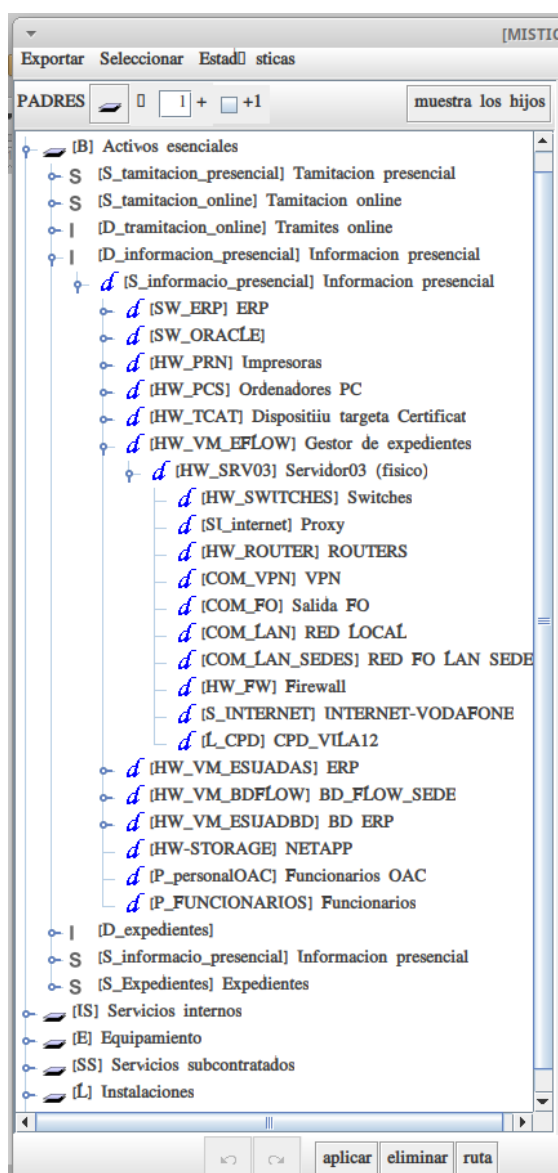 [MISTIC
Exportar Seleccionar Estad sticas
PADRES 1 + +1 muestra los hijos
[B] Activos esenciales
S [S_tamitacion_presencial] Tamitacion presencial
S [S_tamitacion_online] Tamitacion online
I [D_tramitacion_online] Tramites online
I [D_informacion_presencial] Informacion presencial
d [S_informacio_presencial] Informacion presencial
d [SW_ERP] ERP
d [SW_ORACLE]
d [HW_PRN] Impresoras
d [HW_PCS] Ordenadores PC
d [HW_TCAT] Dispositiiu targeta Certificat
d [HW_VM_EFLOW] Gestor de expedientes
d [HW_SRV03] Servidor03 (fisico)
d [HW_SWITCHES] Switches
d [SI_internet] Proxy
d [HW_ROUTER] ROUTERS
d [COM_VPN] VPN
d [COM_FO] Salida FO
d [COM_LAN] RED LOCAL
d [COM_LAN_SEDES] RED FO LAN SEDE
d [HW_FW] Firewall
d [S_INTERNET] INTERNET-VODAFONE
d [L_CPD] CPD_VILA12
d [HW_VM_ESIJADAS] ERP
d [HW_VM_BDFLOW] BD_FLOW_SEDE
d [HW_VM_ESIJADBD] BD ERP
d [HW-STORAGE] NETAPP
d [P_personalOAC] Funcionarios OAC
d [P_FUNCIONARIOS] Funcionarios
I [D_expedientes]
S [S_informacio_presencial] Informacion presencial
S [S_Expedientes] Expedientes
[IS] Servicios internos
[E] Equipamiento
[SS] Servicios subcontratados
[L] Instalaciones
aplicar eliminar ruta